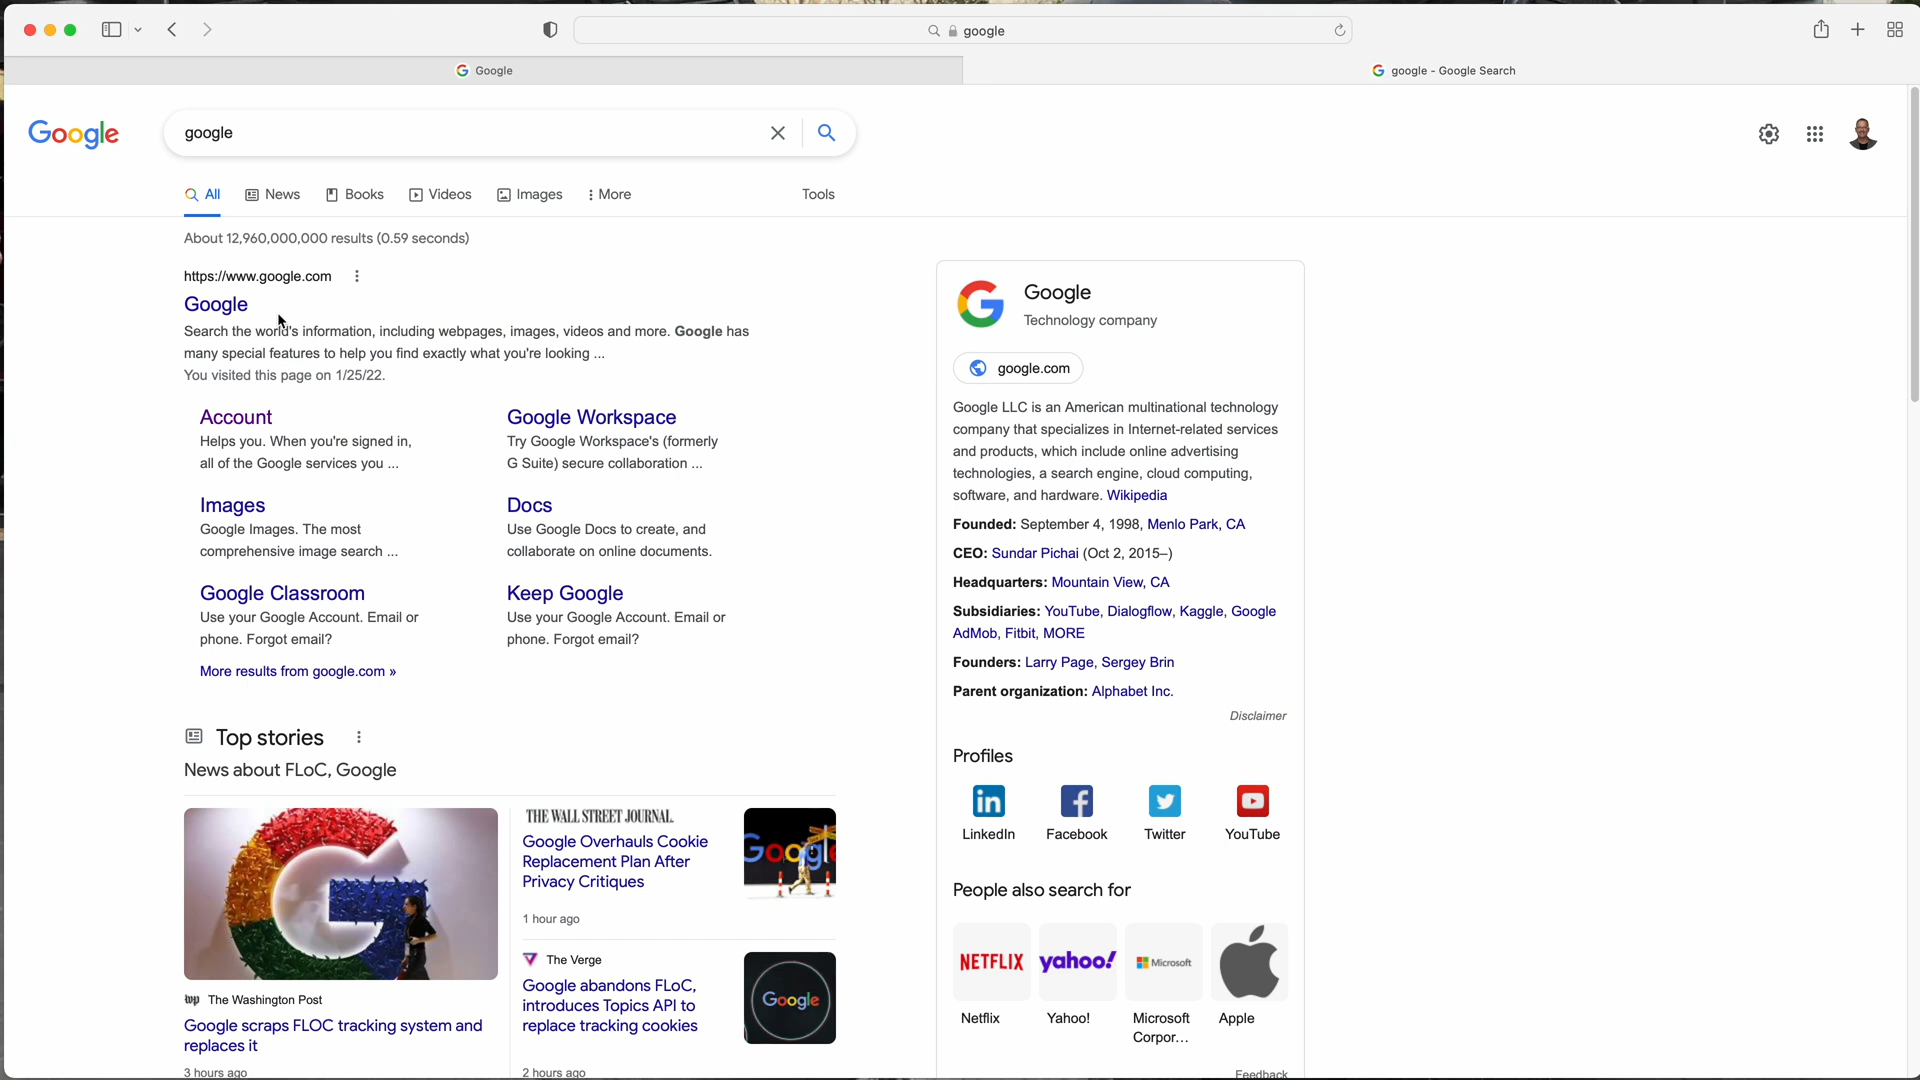 google
Google
google - Google Search
Google
google
All
News
Books
Videos
Images
More
Tools
About 12,960,000,000 results (0.59 seconds)
https://www.google.com
Google
Search the world's information, including webpages, images, videos and more. Google has
many special features to help you find exactly what you're looking ...
You visited this page on 1/25/22.
Account
Helps you. When you're signed in,
all of the Google services you ...
Google Workspace
Try Google Workspace's (formerly
G Suite) secure collaboration ...
Images
Google Images. The most
comprehensive image search ...
Docs
Use Google Docs to create, and
collaborate on online documents.
Google Classroom
Use your Google Account. Email or
phone. Forgot email?
Keep Google
Use your Google Account. Email or
phone. Forgot email?
More results from google.com »
Top stories
News about FLoC, Google
wp The Washington Post
Google scraps FLOC tracking system and
replaces it
3 hours ago
THE WALL STREET JOURNAL.
Google Overhauls Cookie
Replacement Plan After
Privacy Critiques
1 hour ago
Google
The Verge
Google abandons FLoC,
introduces Topics API to
replace tracking cookies
2 hours ago
Google
Google
Technology company
google.com
Google LLC is an American multinational technology
company that specializes in Internet-related services
and products, which include online advertising
technologies, a search engine, cloud computing,
software, and hardware. Wikipedia
Founded: September 4, 1998, Menlo Park, CA
CEO: Sundar Pichai (Oct 2, 2015–)
Headquarters: Mountain View, CA
Subsidiaries: YouTube, Dialogflow, Kaggle, Google
AdMob, Fitbit, MORE
Founders: Larry Page, Sergey Brin
Parent organization: Alphabet Inc.
Disclaimer
Profiles
LinkedIn
Facebook
Twitter
YouTube
People also search for
NETFLIX
yahoo!
Microsoft
Netflix
Yahoo!
Microsoft
Corpor...
Apple
Feedback